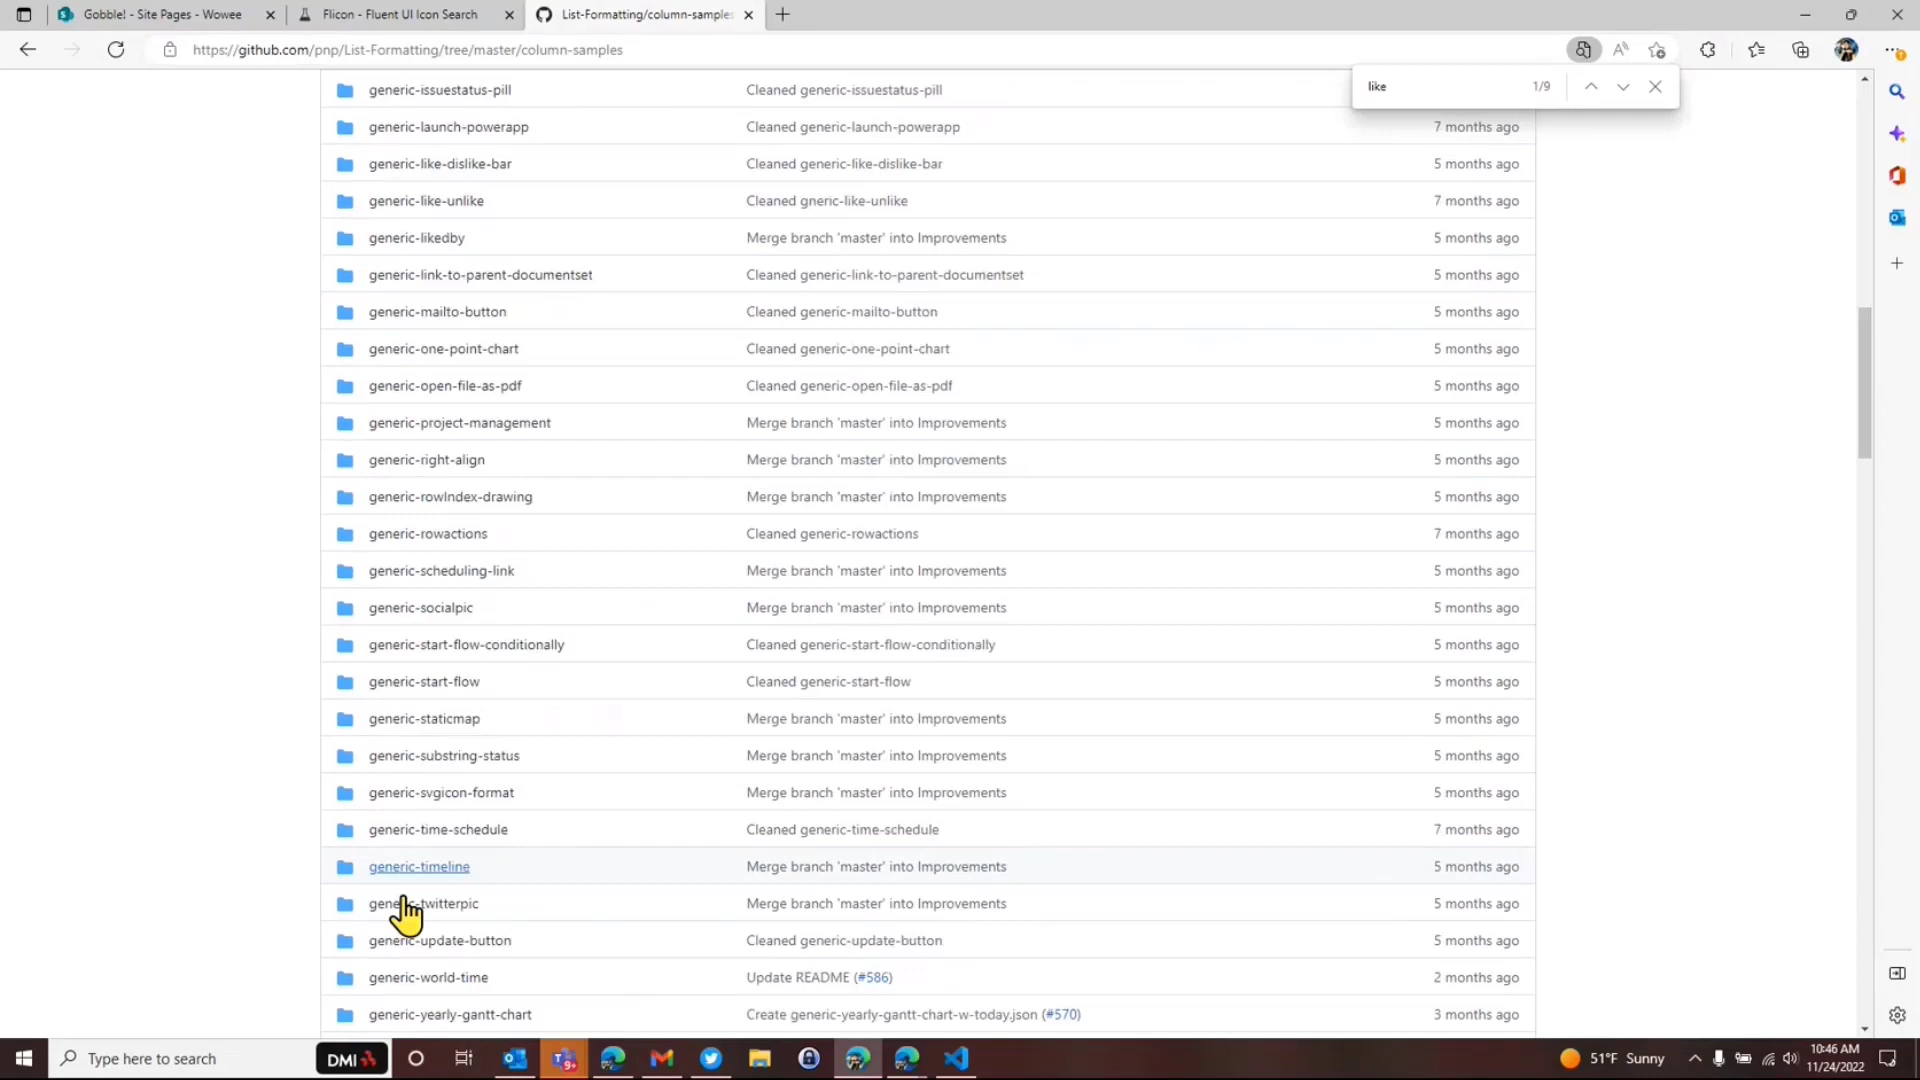 Gobble! - Site Pages - Wowee
Flicon - Fluent UI Icon Search
List-Formatting/column-samples
https://github.com/pnp/List-Formatting/tree/master/column-samples
like 1/9
generic-issuestatus-pill Cleaned generic-issuestatus-pill
generic-launch-powerapp Cleaned generic-launch-powerapp 7 months ago
generic-like-dislike-bar Cleaned generic-like-dislike-bar 5 months ago
generic-like-unlike Cleaned gneric-like-unlike 7 months ago
generic-likedby Merge branch 'master' into Improvements 5 months ago
generic-link-to-parent-documentset Cleaned generic-link-to-parent-documentset 5 months ago
generic-mailto-button Cleaned generic-mailto-button 5 months ago
generic-one-point-chart Cleaned generic-one-point-chart 5 months ago
generic-open-file-as-pdf Cleaned generic-open-file-as-pdf 5 months ago
generic-project-management Merge branch 'master' into Improvements 5 months ago
generic-right-align Merge branch 'master' into Improvements 5 months ago
generic-rowIndex-drawing Merge branch 'master' into Improvements 5 months ago
generic-rowactions Cleaned generic-rowactions 7 months ago
generic-scheduling-link Merge branch 'master' into Improvements 5 months ago
generic-socialpic Merge branch 'master' into Improvements 5 months ago
generic-start-flow-conditionally Cleaned generic-start-flow-conditionally 5 months ago
generic-start-flow Cleaned generic-start-flow 5 months ago
generic-staticmap Merge branch 'master' into Improvements 5 months ago
generic-substring-status Merge branch 'master' into Improvements 5 months ago
generic-svgicon-format Merge branch 'master' into Improvements 5 months ago
generic-time-schedule Cleaned generic-time-schedule 7 months ago
generic-timeline Merge branch 'master' into Improvements 5 months ago
generic-twitterpic Merge branch 'master' into Improvements 5 months ago
generic-update-button Cleaned generic-update-button 5 months ago
generic-world-time Update README (#586) 2 months ago
generic-yearly-gantt-chart Create generic-yearly-gantt-chart-w-today.json (#570) 3 months ago
Type here to search
DMI
9+
51°F Sunny
10:46 AM
11/24/2022